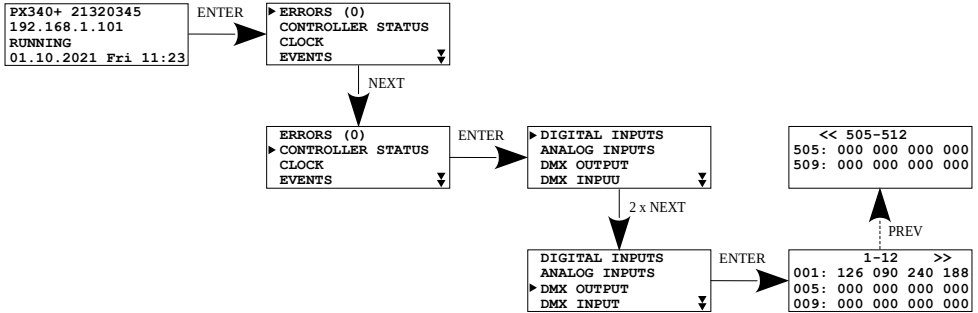 PX340+ 21320345
192.168.1.101
RUNNING
01.10.2021 Fri 11:23
ENTER
ERRORS (0)
CONTROLLER STATUS
CLOCK
EVENTS
NEXT
ERRORS (0)
CONTROLLER STATUS
CLOCK
EVENTS
ENTER
DIGITAL INPUTS
ANALOG INPUTS
DMX OUTPUT
DMX INPUU
2 x NEXT
DIGITAL INPUTS
ANALOG INPUTS
DMX OUTPUT
DMX INPUT
ENTER
1-12 >>
001: 126 090 240 188
005: 000 000 000 000
009: 000 000 000 000
PREV
<< 505-512
505: 000 000 000 000
509: 000 000 000 000